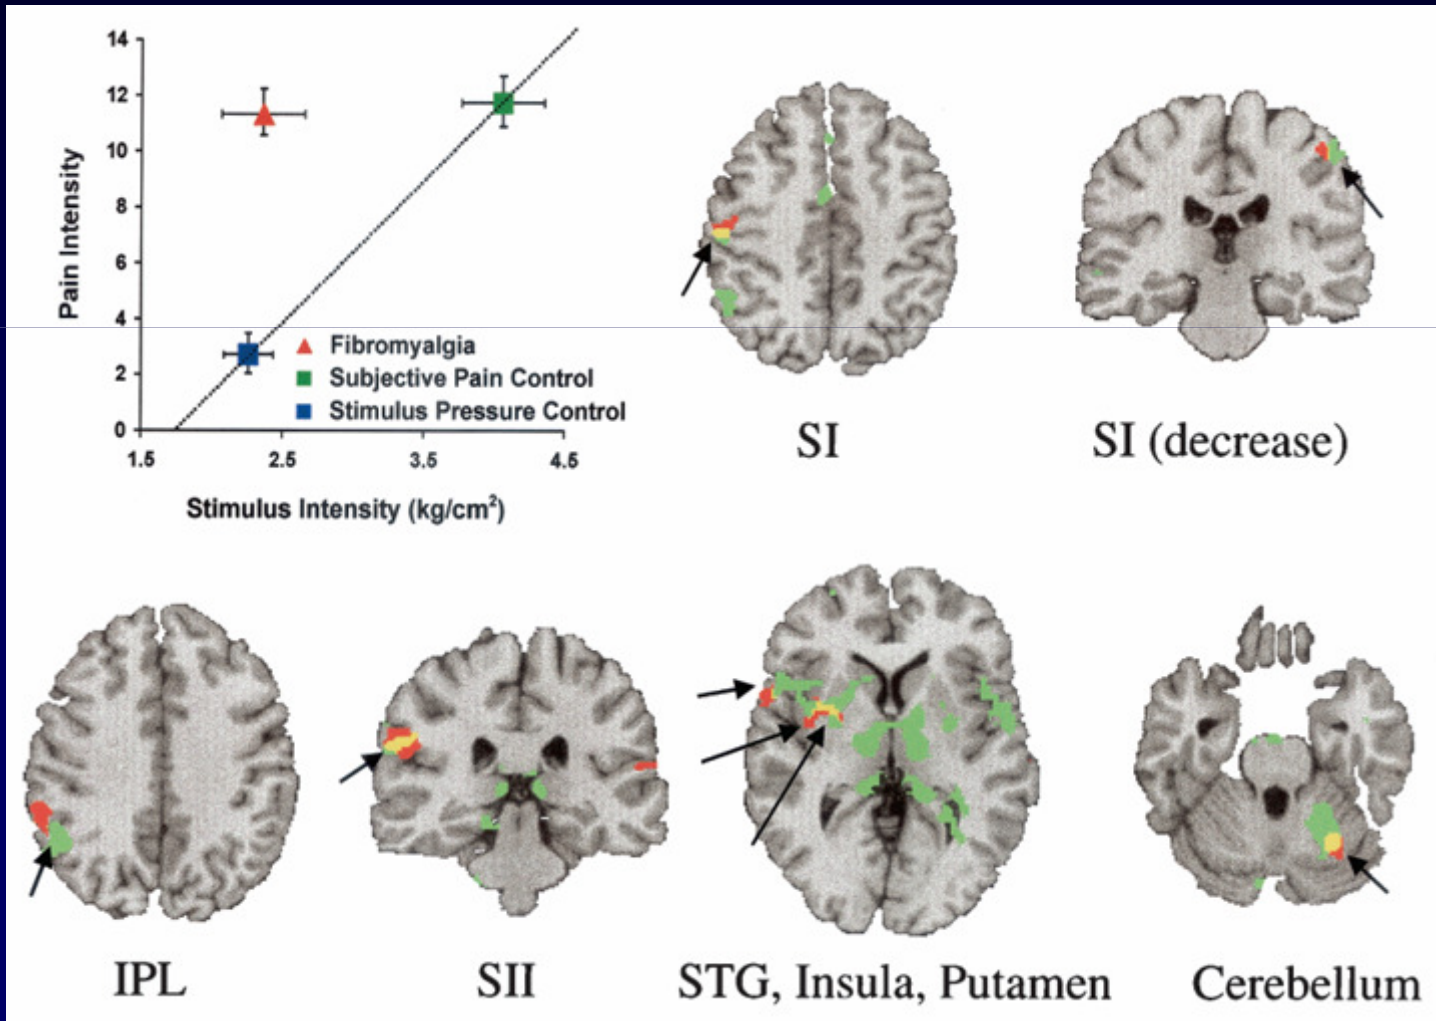 14
12
10
8
6
4
2
0
Pain Intensity
Fibromyalgia
Subjective Pain Control
Stimulus Pressure Control
1.5 2.5 3.5 4.5
Stimulus Intensity (kg/cm²)
SI
SI (decrease)
IPL
SII
STG, Insula, Putamen
Cerebellum